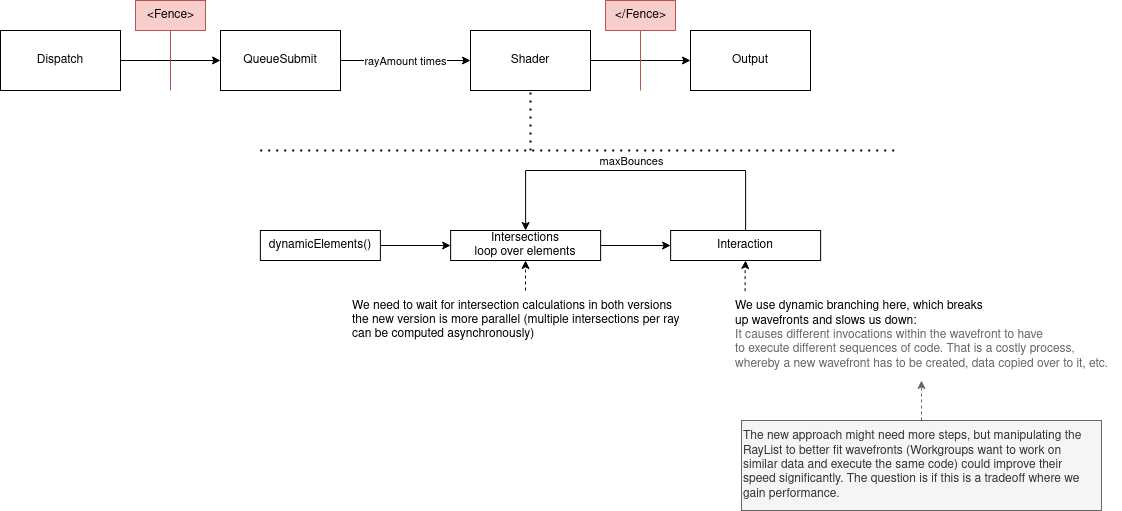 <Fence>
</Fence>
Dispatch
QueueSubmit
rayAmount times
Shader
Output
maxBounces
dynamicElements()
Intersections
loop over elements
Interaction
We need to wait for intersection calculations in both versions
the new version is more parallel (multiple intersections per ray
can be computed asynchronously)
We use dynamic branching here, which breaks
up wavefronts and slows us down:
It causes different invocations within the wavefront to have
to execute different sequences of code. That is a costly process,
whereby a new wavefront has to be created, data copied over to it, etc.
The new approach might need more steps, but manipulating the
RayList to better fit wavefronts (Workgroups want to work on
similar data and execute the same code) could improve their
speed significantly. The question is if this is a tradeoff where we
gain performance.